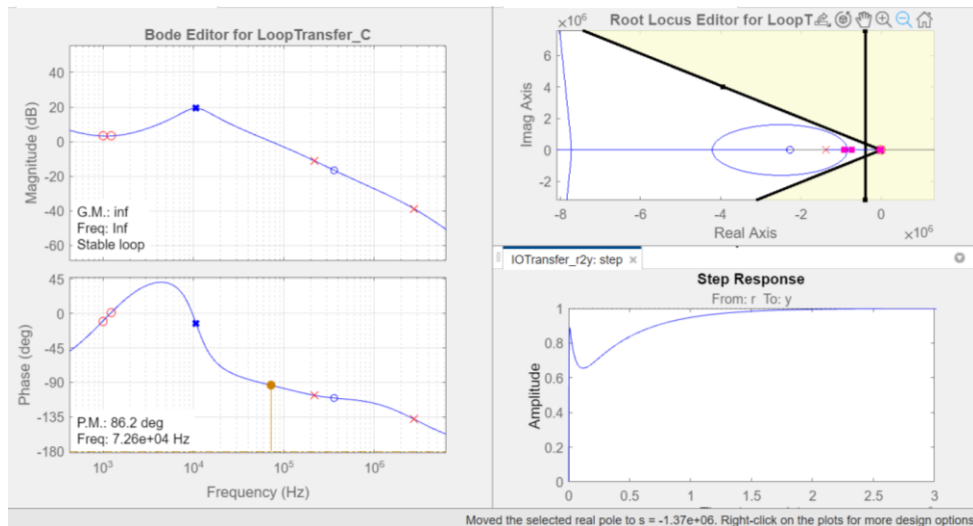 Bode Editor for LoopTransfer_C
40
20
0
-20
-40
-60
Magnitude (dB)
G.M.: inf
Freq: Inf
Stable loop
45
0
-45
-90
-135
-180
Phase (deg)
P.M.: 86.2 deg
Freq: 7.26e+04 Hz
10³
10⁴
10⁵
10⁶
Frequency (Hz)
×10⁶
Root Locus Editor for LoopT
6
4
2
0
-2
Imag Axis
-8
-6
-4
-2
0
×10⁶
Real Axis
IOTransfer_r2y: step ×
Step Response
From: r To: y
1
0.8
0.6
0.4
0.2
0
Amplitude
0
0.5
1
1.5
2
2.5
3
Moved the selected real pole to s = -1.37e+06. Right-click on the plots for more design options